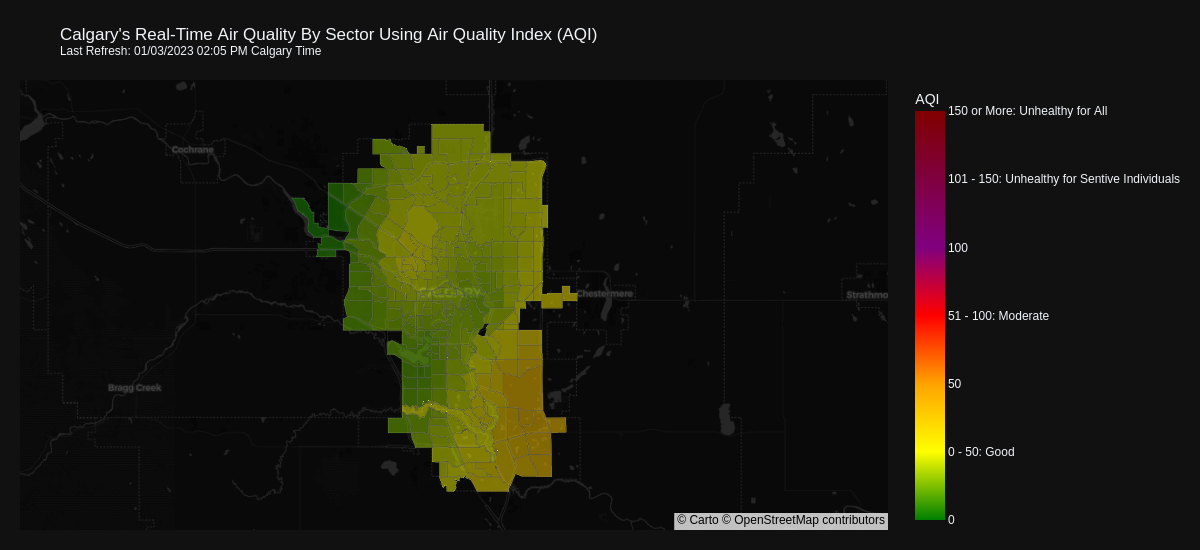 Calgary's Real-Time Air Quality By Sector Using Air Quality Index (AQI)
Last Refresh: 01/03/2023 02:05 PM Calgary Time
AQI
150 or More: Unhealthy for All
Cochrane
101 - 150: Unhealthy for Sentive Individuals
100
CALGARY
Chestermere
Strathmo
51 - 100: Moderate
50
Bragg Creek
0 - 50: Good
0
© Carto © OpenStreetMap contributors